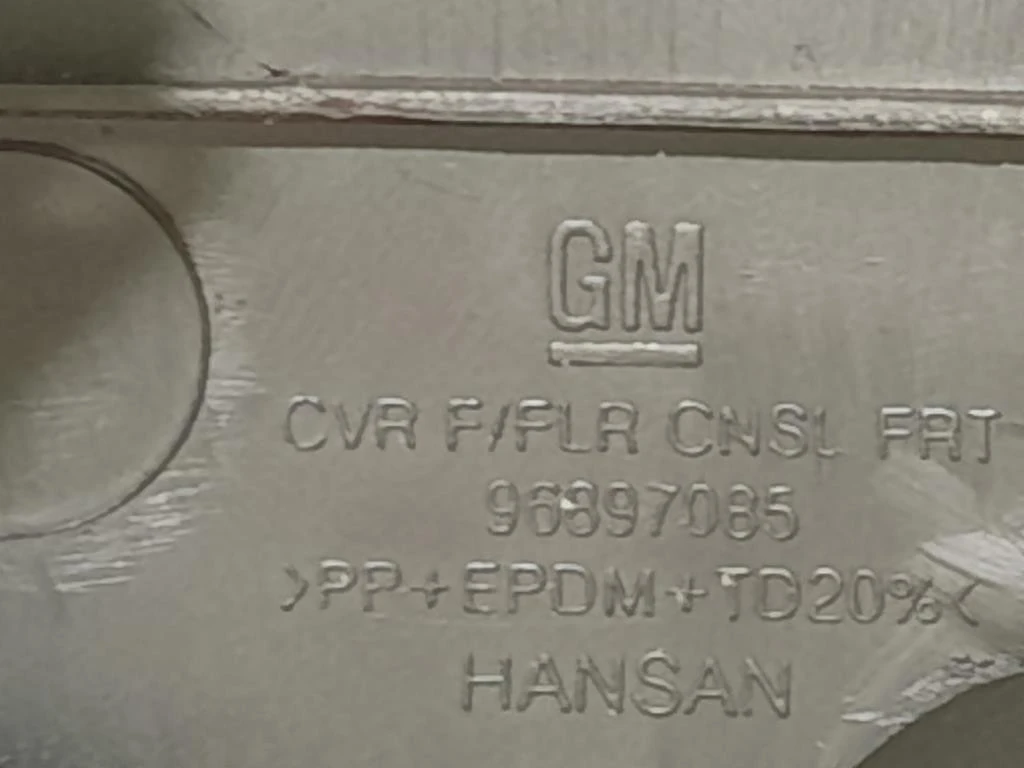 GM
CVR F/FLR CNSL FRT
96897085
>PP+EPDM+TD20%<
HANSAN